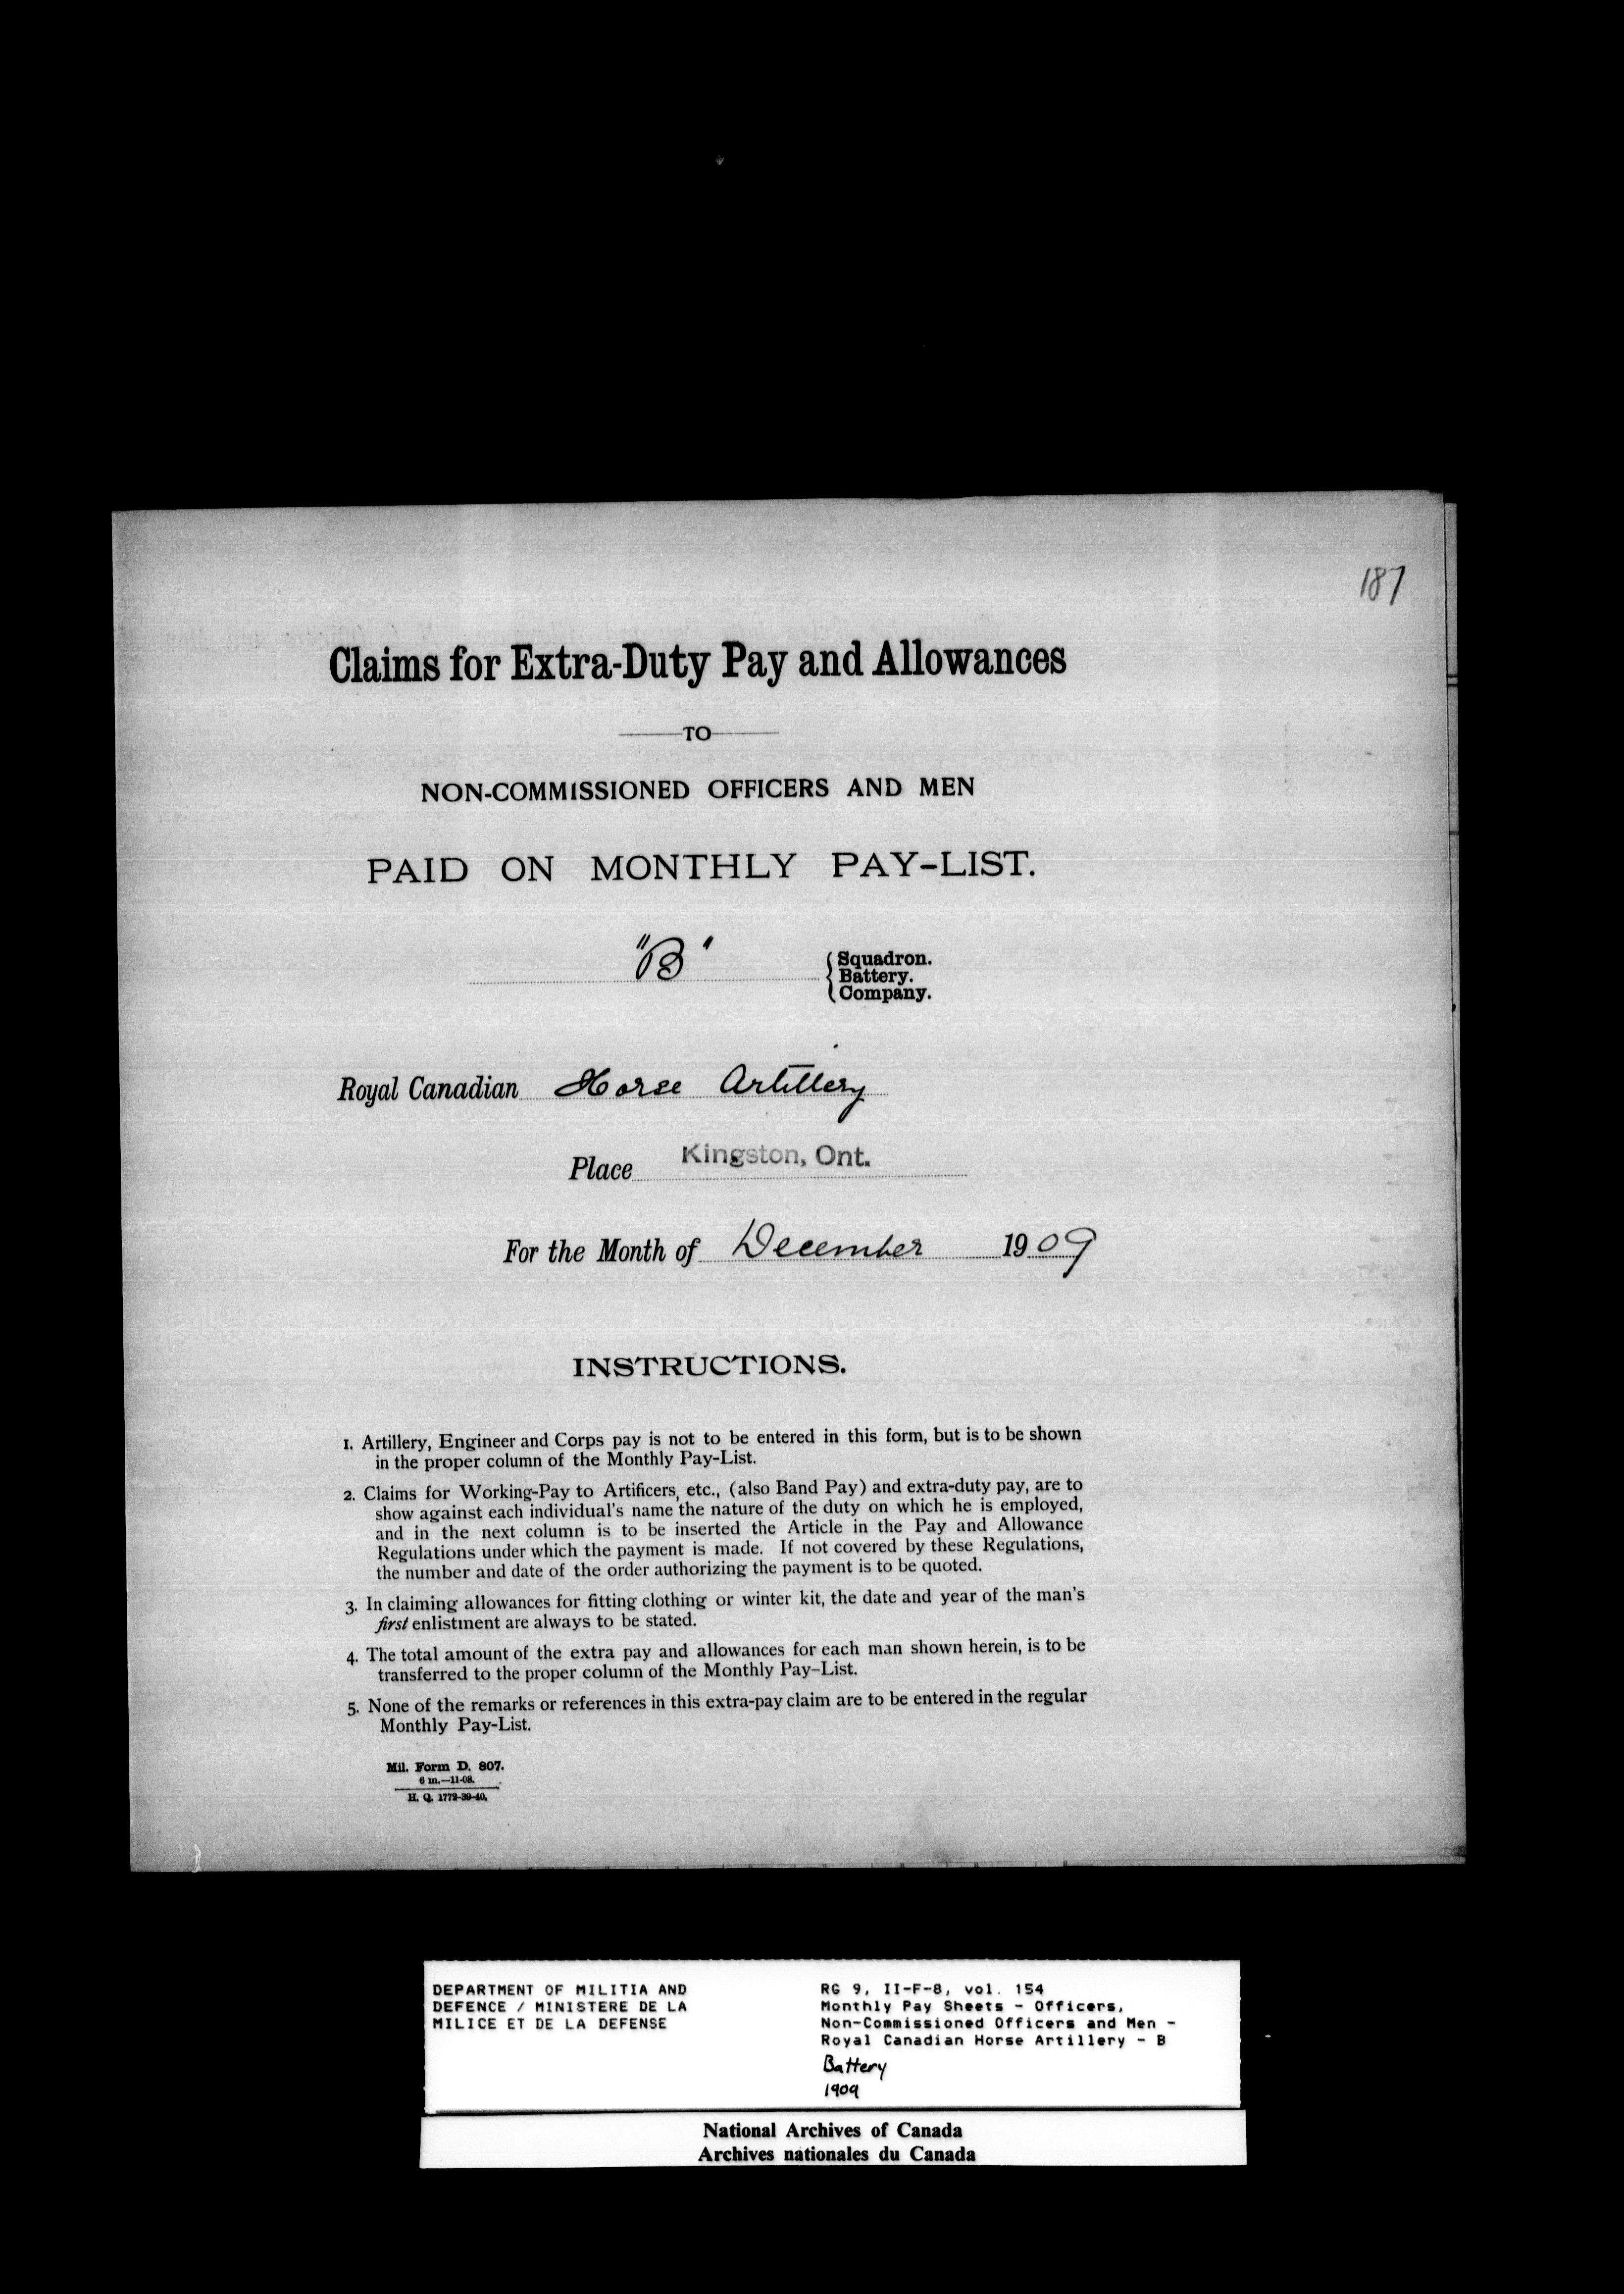 187
Claims for Extra-Duty Pay and Allowances
TO
NON-COMMISSIONED OFFICERS AND MEN
PAID ON MONTHLY PAY-LIST.
"B" { Squadron.
Battery.
Company.
Royal Canadian Horse Artillery
Place Kingston, Ont.
For the Month of December 1909
INSTRUCTIONS.
1. Artillery, Engineer and Corps pay is not to be entered in this form, but is to be shown
in the proper column of the Monthly Pay-List.
2. Claims for Working-Pay to Artificers, etc., (also Band Pay) and extra-duty pay, are to
show against each individual's name the nature of the duty on which he is employed,
and in the next column is to be inserted the Article in the Pay and Allowance
Regulations under which the payment is made. If not covered by these Regulations,
the number and date of the order authorizing the payment is to be quoted.
3. In claiming allowances for fitting clothing or winter kit, the date and year of the man's
first enlistment are always to be stated.
4. The total amount of the extra pay and allowances for each man shown herein, is to be
transferred to the proper column of the Monthly Pay-List.
5. None of the remarks or references in this extra-pay claim are to be entered in the regular
Monthly Pay-List.
Mil. Form D. 807.
6 m.—11-08.
H. Q. 1772-39-40.
DEPARTMENT OF MILITIA AND
DEFENCE / MINISTERE DE LA
MILICE ET DE LA DEFENSE
RG 9, II-F-8, vol. 154
Monthly Pay Sheets - Officers,
Non-Commissioned Officers and Men -
Royal Canadian Horse Artillery - B
Battery
1909
National Archives of Canada
Archives nationales du Canada